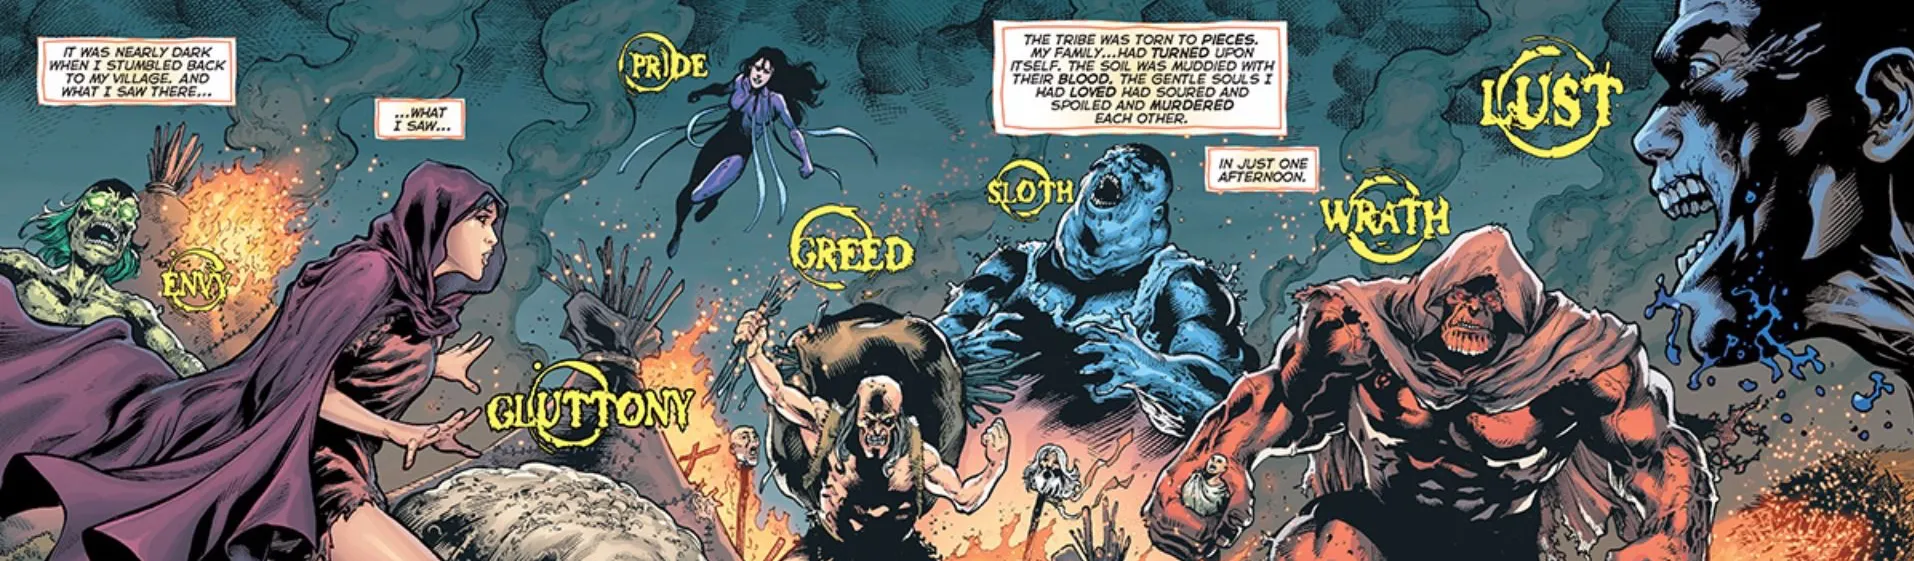 IT WAS NEARLY DARK
WHEN I STUMBLED BACK
TO MY VILLAGE. AND
WHAT I SAW THERE...
...WHAT
I SAW...
ENVY
GLUTTONY
PRIDE
GREED
THE TRIBE WAS TORN TO PIECES.
MY FAMILY...HAD TURNED UPON
ITSELF. THE SOIL WAS MUDDIED WITH
THEIR BLOOD. THE GENTLE SOULS I
HAD LOVED HAD SOURED AND
SPOILED AND MURDERED
EACH OTHER.
IN JUST ONE
AFTERNOON.
SLOTH
WRATH
LUST